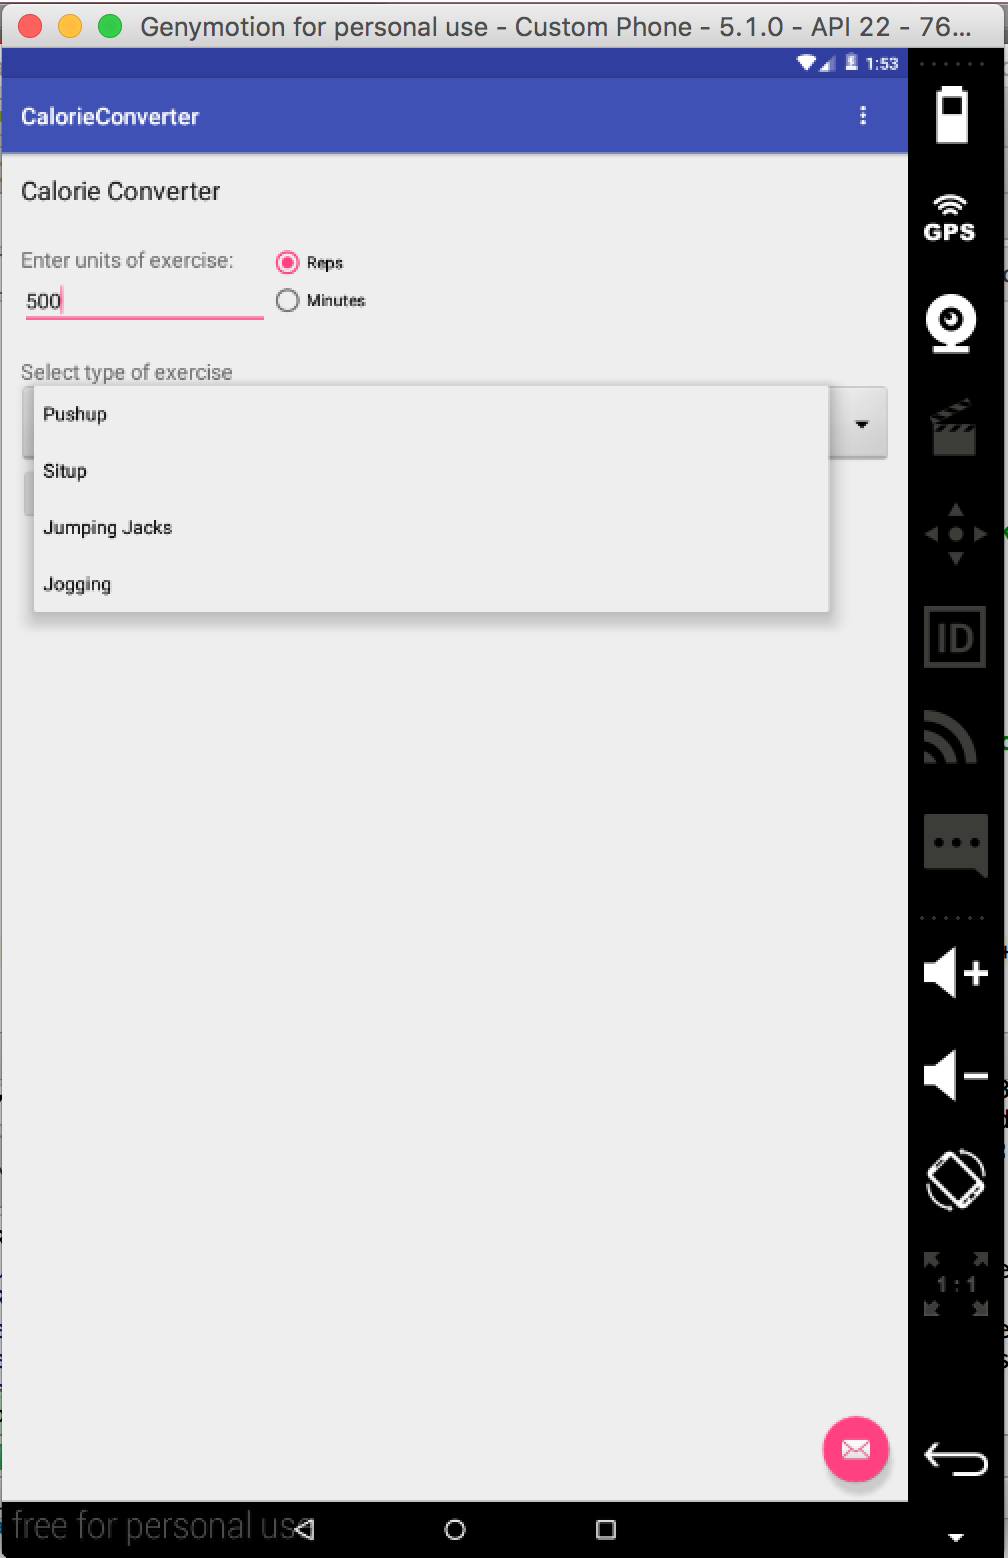 Genymotion for personal use - Custom Phone - 5.1.0 - API 22 - 76...
1:53
CalorieConverter
Calorie Converter
Enter units of exercise:
Reps
500
Minutes
Select type of exercise
Pushup
Situp
Jumping Jacks
Jogging
GPS
ID
1:1
free for personal use